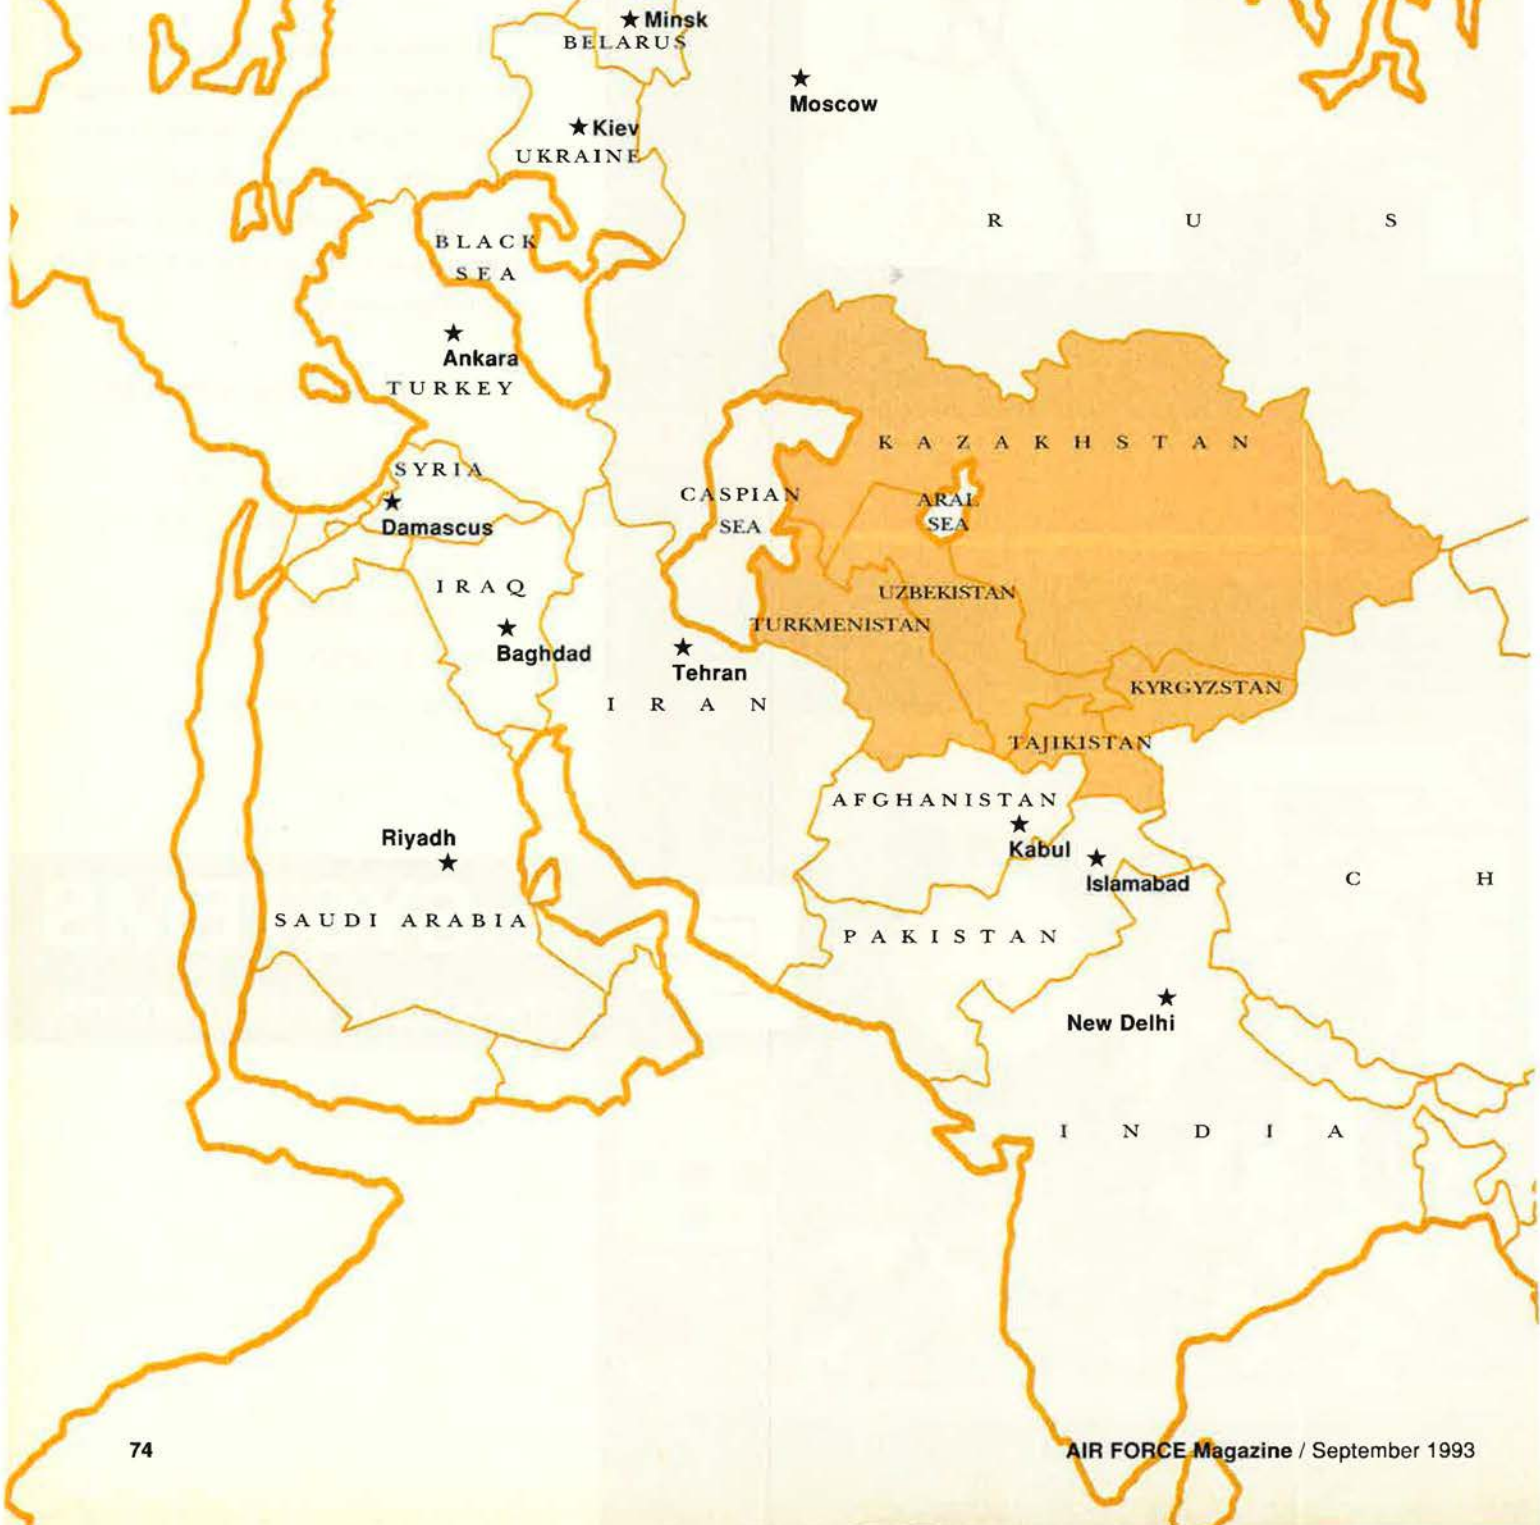 Minsk
BELARUS
Moscow
Kiev
UKRAINE
R U S
BLACK
SEA
Ankara
TURKEY
KAZAKHSTAN
SYRIA
CASPIAN
SEA
ARAL
SEA
Damascus
IRAQ
UZBEKISTAN
TURKMENISTAN
Baghdad
Tehran
IRAN
KYRGYZSTAN
TAJIKISTAN
AFGHANISTAN
Kabul
Riyadh
Islamabad
C H
SAUDI ARABIA
PAKISTAN
New Delhi
INDIA
74
AIR FORCE Magazine / September 1993